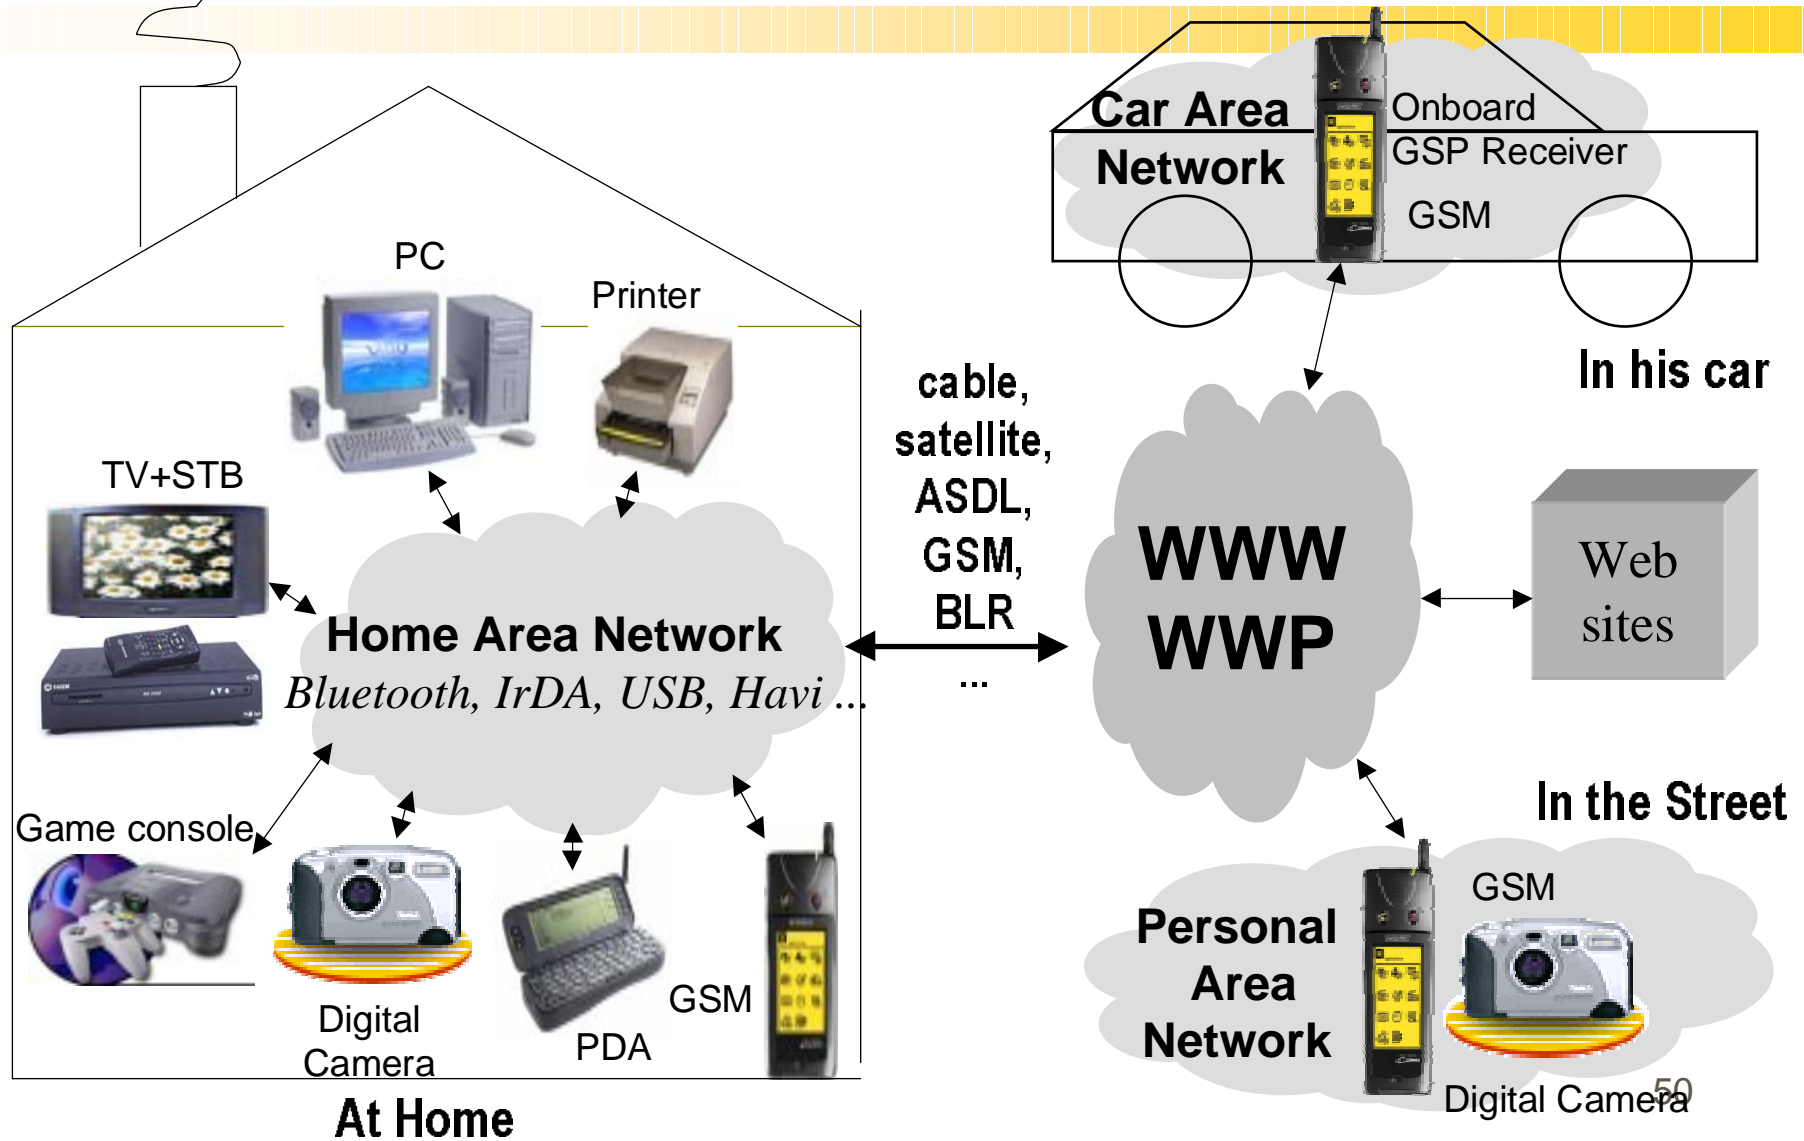 Car Area
Network
Onboard
GSP Receiver
GSM
In his car
PC
Printer
TV+STB
Home Area Network
Bluetooth, IrDA, USB, Havi ...
Game console
Digital
Camera
PDA
GSM
At Home
cable,
satellite,
ASDL,
GSM,
BLR
...
WWW
WWP
Web
sites
In the Street
Personal
Area
Network
GSM
Digital Camera
50